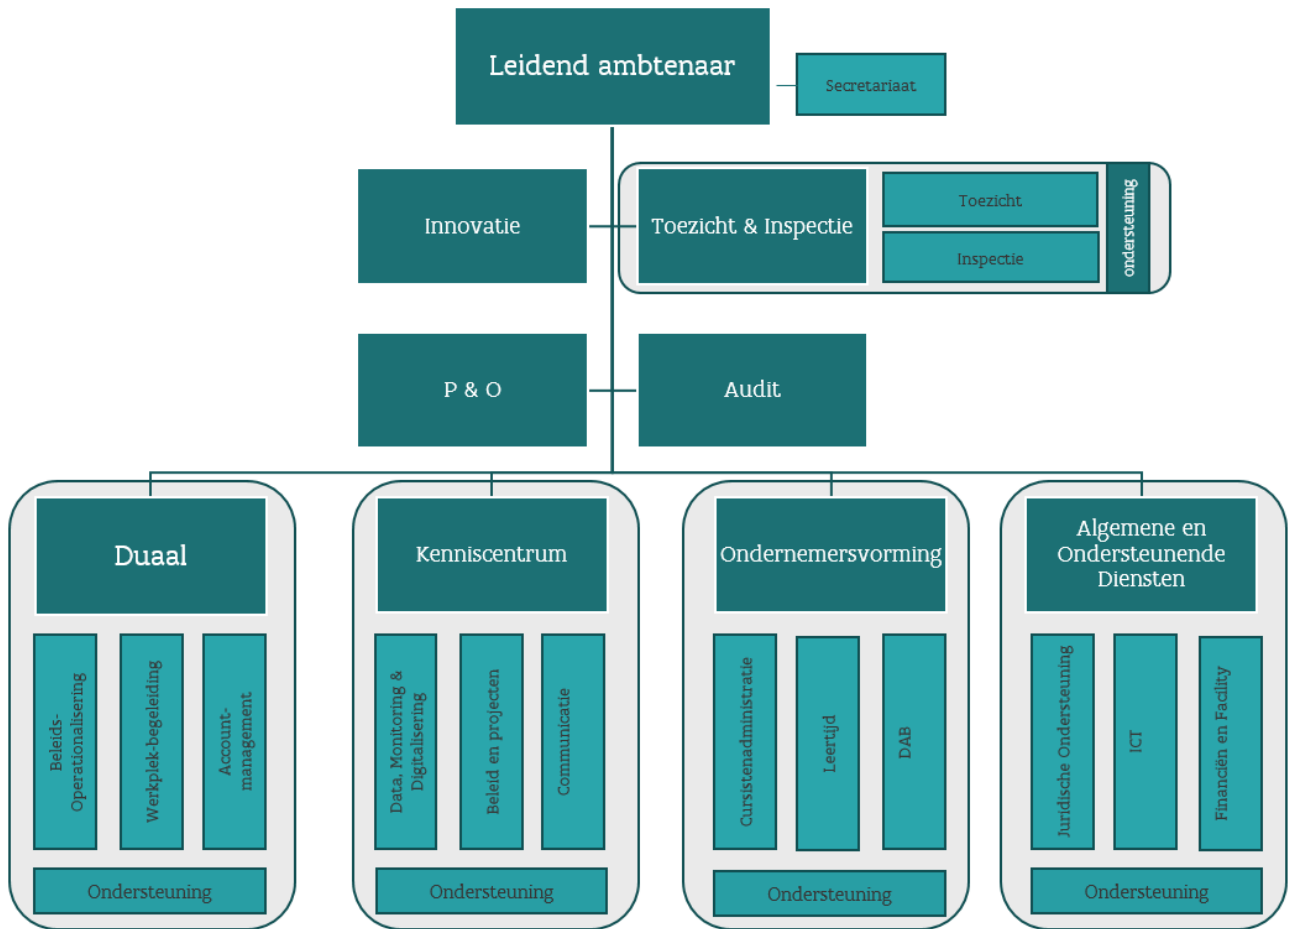 Leidend ambtenaar
Secretariaat
Innovatie
Toezicht & Inspectie
Toezicht
Inspectie
ondersteuning
P & O
Audit
Duaal
Beleids-
Operationalisering
Werkplek-begeleiding
Account-
management
Ondersteuning
Kenniscentrum
Data, Monitoring &
Digitalisering
Beleid en projecten
Communicatie
Ondersteuning
Ondernemersvorming
Cursistenadministratie
Leertijd
DAB
Ondersteuning
Algemene en
Ondersteunende
Diensten
Juridische Ondersteuning
ICT
Financiën en Facility
Ondersteuning